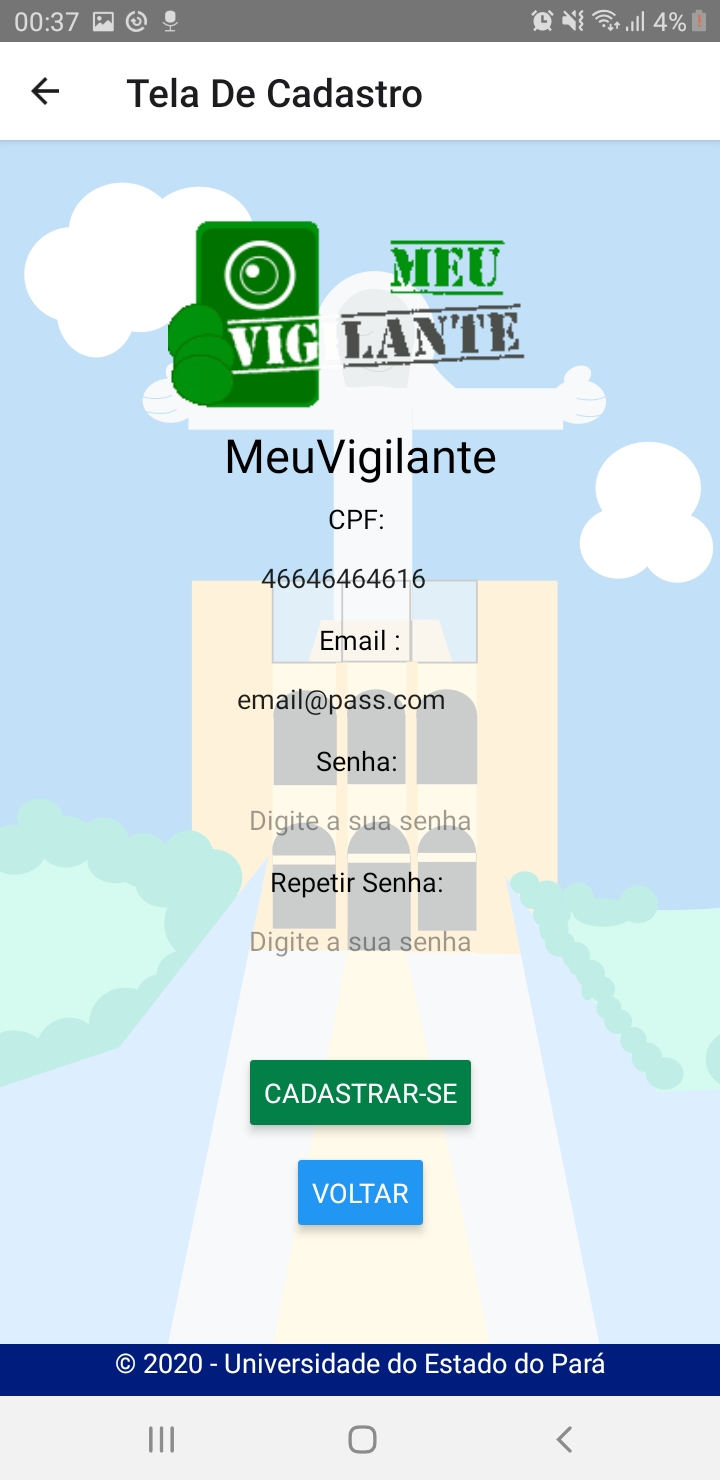 00:37 4%
Tela De Cadastro
MEU
VIGILANTE
MeuVigilante
CPF:
46646464616
Email :
email@pass.com
Senha:
Digite a sua senha
Repetir Senha:
Digite a sua senha
CADASTRAR-SE
VOLTAR
© 2020 - Universidade do Estado do Pará